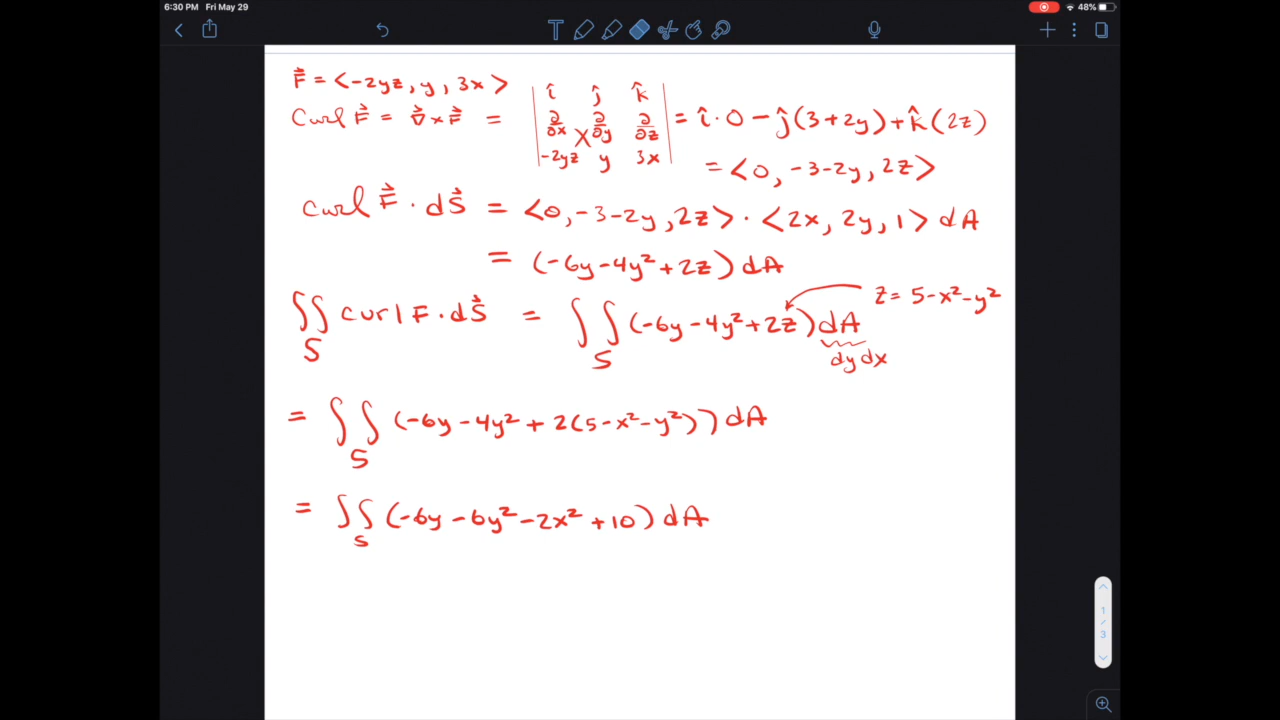 6:30 PM Fri May 29
48%
T
F⃗ = <-2yz, y, 3x>
Curl F⃗ = ∇⃗ x F⃗ = | î ĵ k̂ | = î · 0 - ĵ(3+2y) + k̂(2z)
∂/∂x X ∂/∂y ∂/∂z
-2yz y 3x
= <0, -3-2y, 2z>
curl F⃗ · dS⃗ = <0, -3-2y, 2z> · <2x, 2y, 1> dA
= (-6y-4y²+2z) dA
∬ curl F · dS⃗ = ∬ (-6y-4y²+2z) dA z = 5-x²-y²
S S dy dx
= ∬ (-6y-4y² + 2(5-x²-y²)) dA
S
= ∬ (-6y-6y²-2x²+10) dA
S
1
/
3